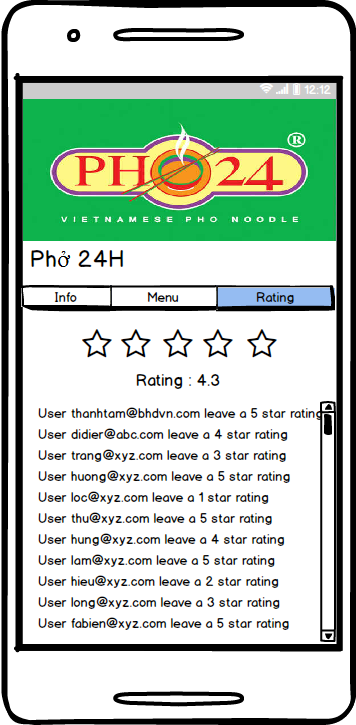 12:12
PHO 24 ®
VIETNAMESE PHO NOODLE
Phở 24H
Info Menu Rating
Rating : 4.3
User thanhtam@bhdvn.com leave a 5 star rating
User didier@abc.com leave a 4 star rating
User trang@xyz.com leave a 3 star rating
User huong@xyz.com leave a 5 star rating
User loc@xyz.com leave a 1 star rating
User thu@xyz.com leave a 5 star rating
User hung@xyz.com leave a 4 star rating
User lam@xyz.com leave a 5 star rating
User hieu@xyz.com leave a 2 star rating
User long@xyz.com leave a 3 star rating
User fabien@xyz.com leave a 5 star rating